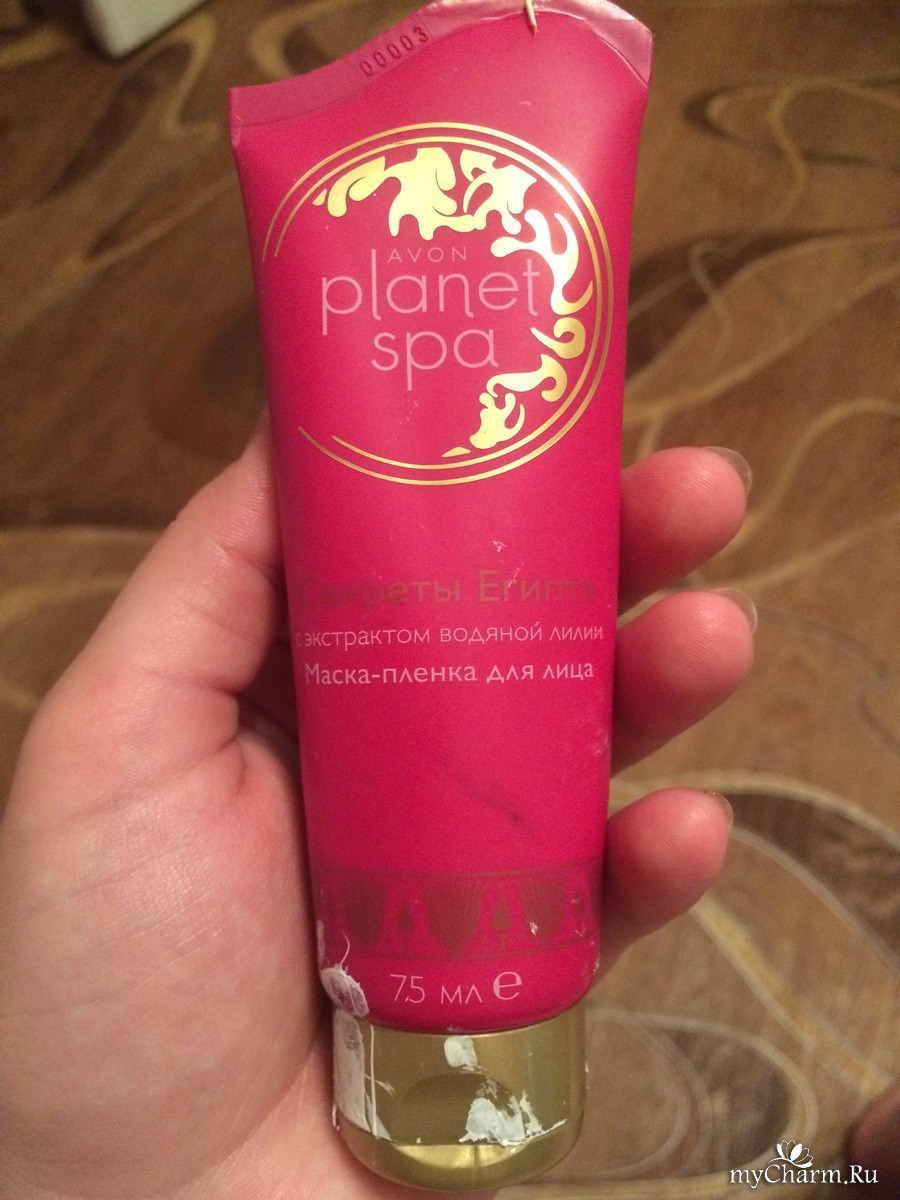 00003
AVON
planet
spa
Секреты Египта
с экстрактом водяной лилии
Маска-пленка для лица
75 мл e
myCharm.Ru